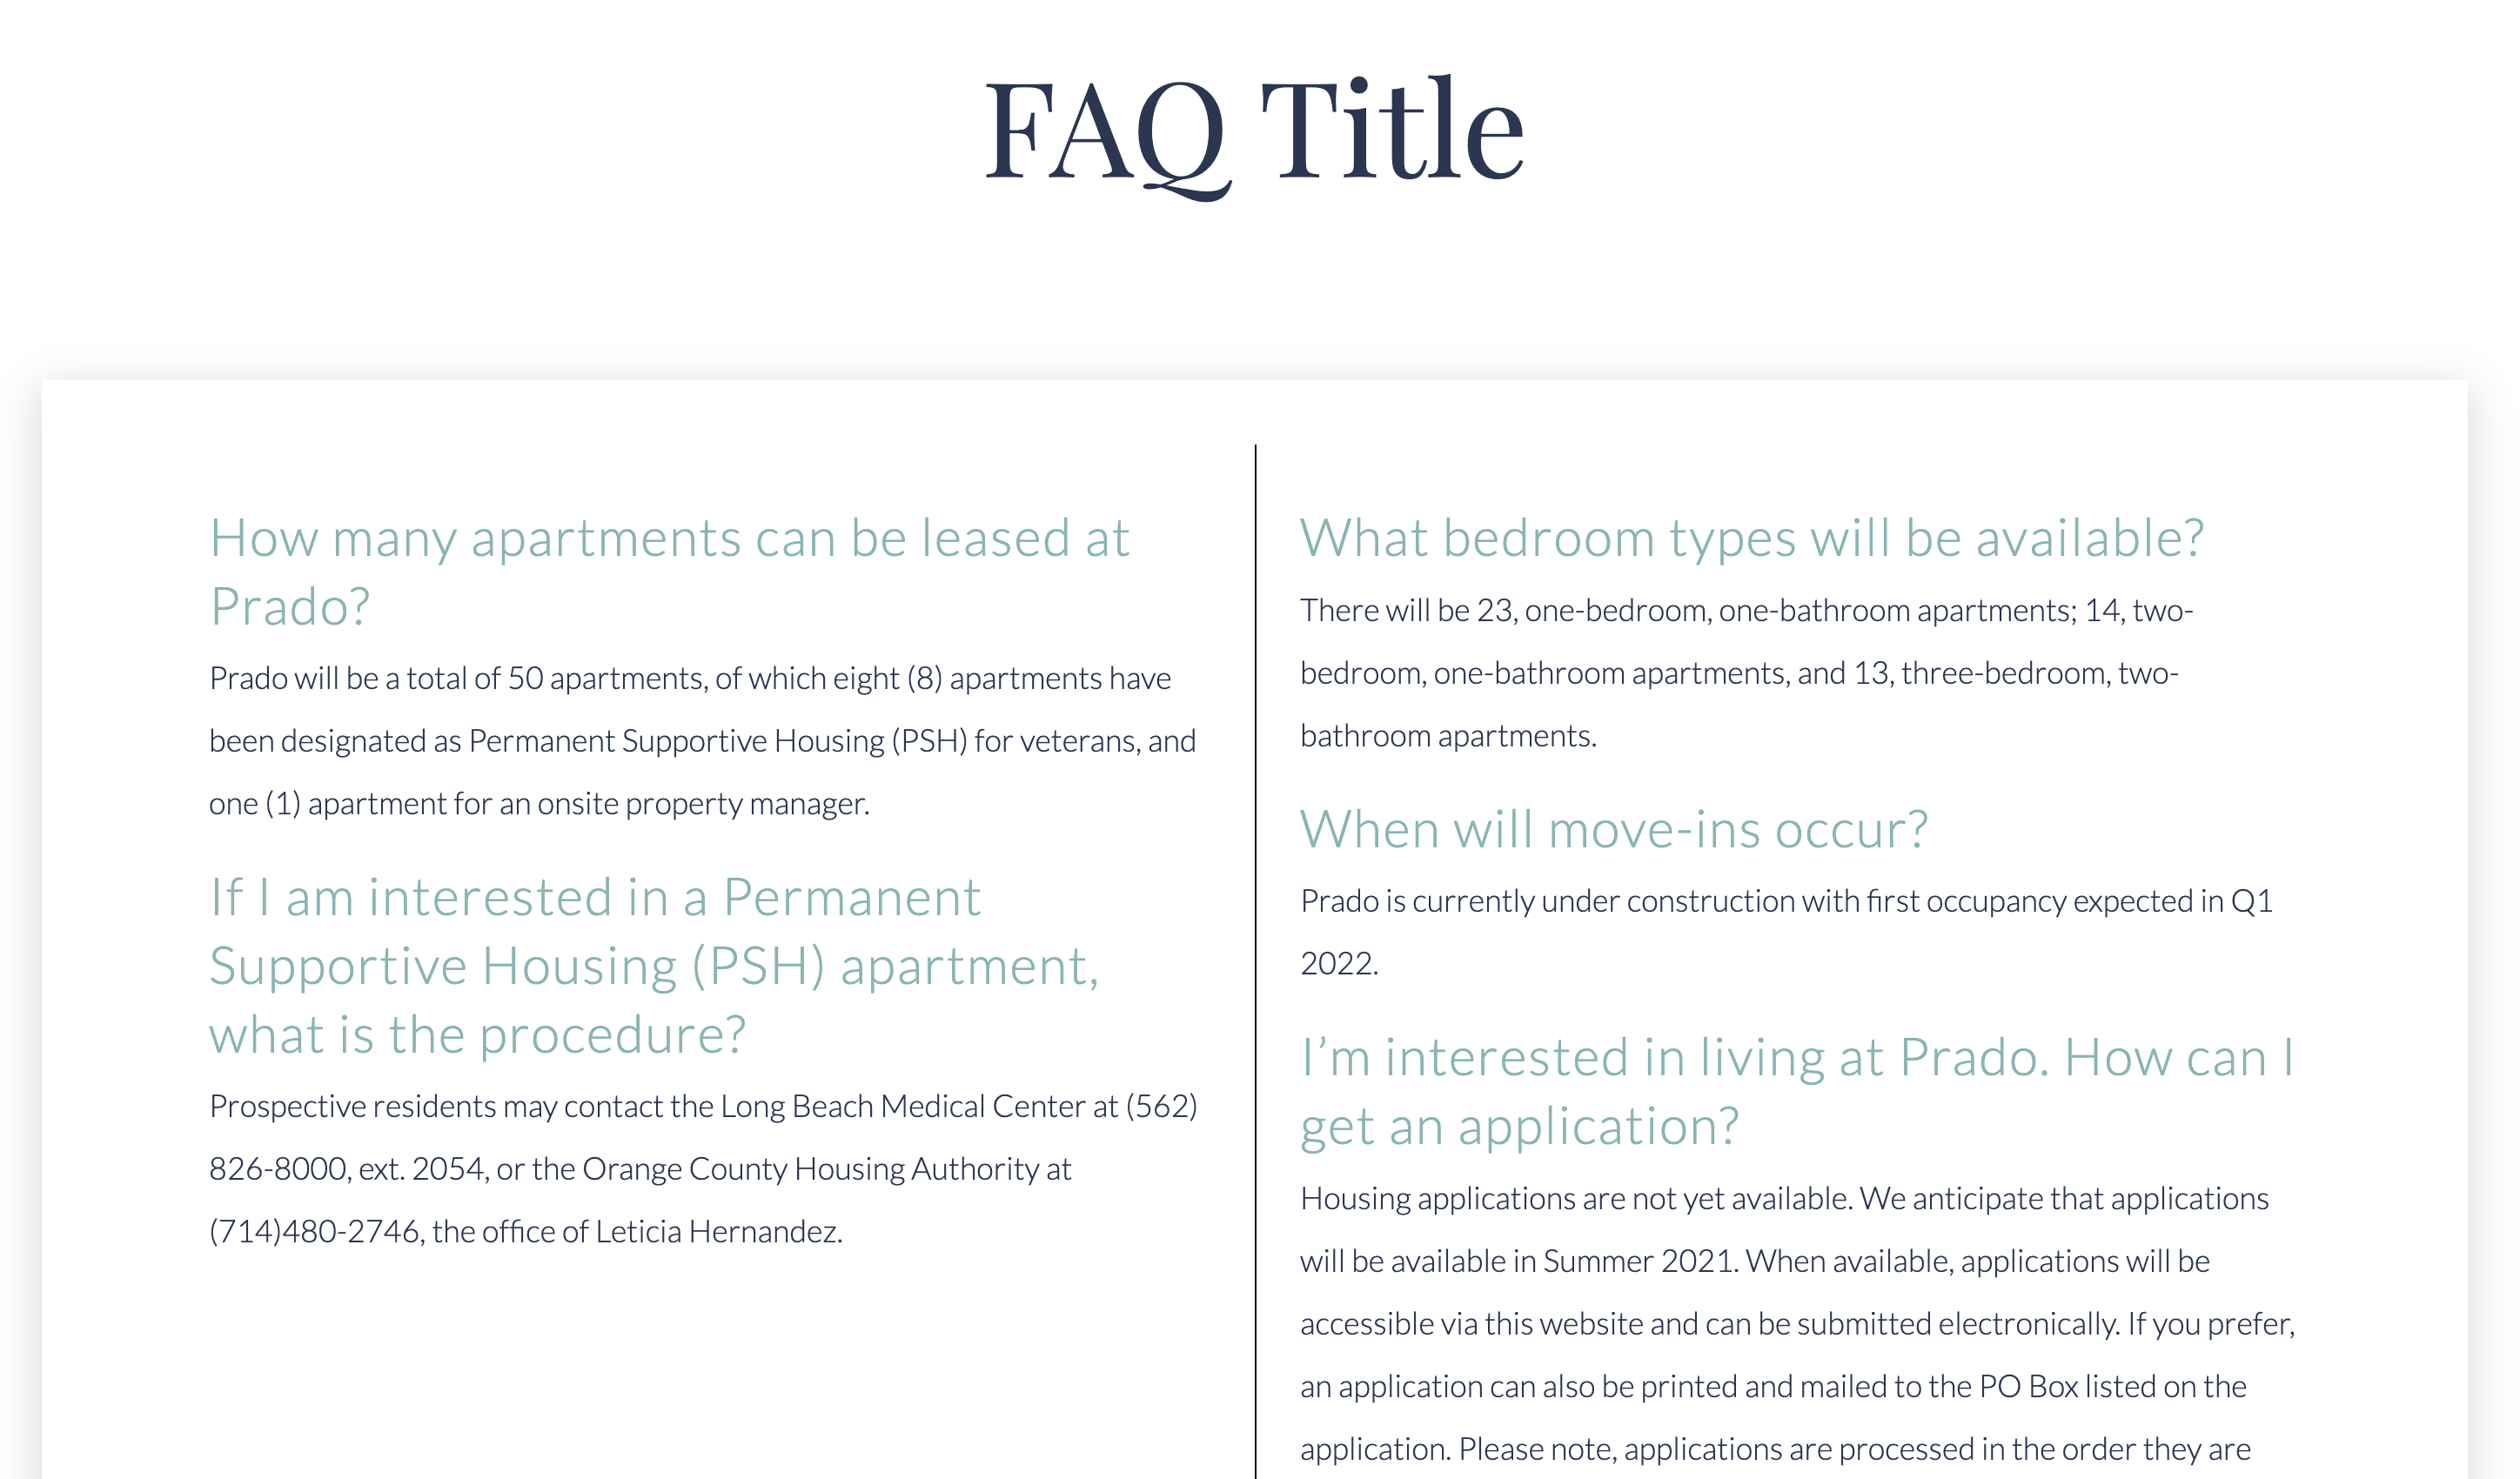 FAQ Title
How many apartments can be leased at
Prado?
Prado will be a total of 50 apartments, of which eight (8) apartments have
been designated as Permanent Supportive Housing (PSH) for veterans, and
one (1) apartment for an onsite property manager.
If I am interested in a Permanent
Supportive Housing (PSH) apartment,
what is the procedure?
Prospective residents may contact the Long Beach Medical Center at (562)
826-8000, ext. 2054, or the Orange County Housing Authority at
(714)480-2746, the office of Leticia Hernandez.
What bedroom types will be available?
There will be 23, one-bedroom, one-bathroom apartments; 14, two-
bedroom, one-bathroom apartments, and 13, three-bedroom, two-
bathroom apartments.
When will move-ins occur?
Prado is currently under construction with first occupancy expected in Q1
2022.
I’m interested in living at Prado. How can I
get an application?
Housing applications are not yet available. We anticipate that applications
will be available in Summer 2021. When available, applications will be
accessible via this website and can be submitted electronically. If you prefer,
an application can also be printed and mailed to the PO Box listed on the
application. Please note, applications are processed in the order they are